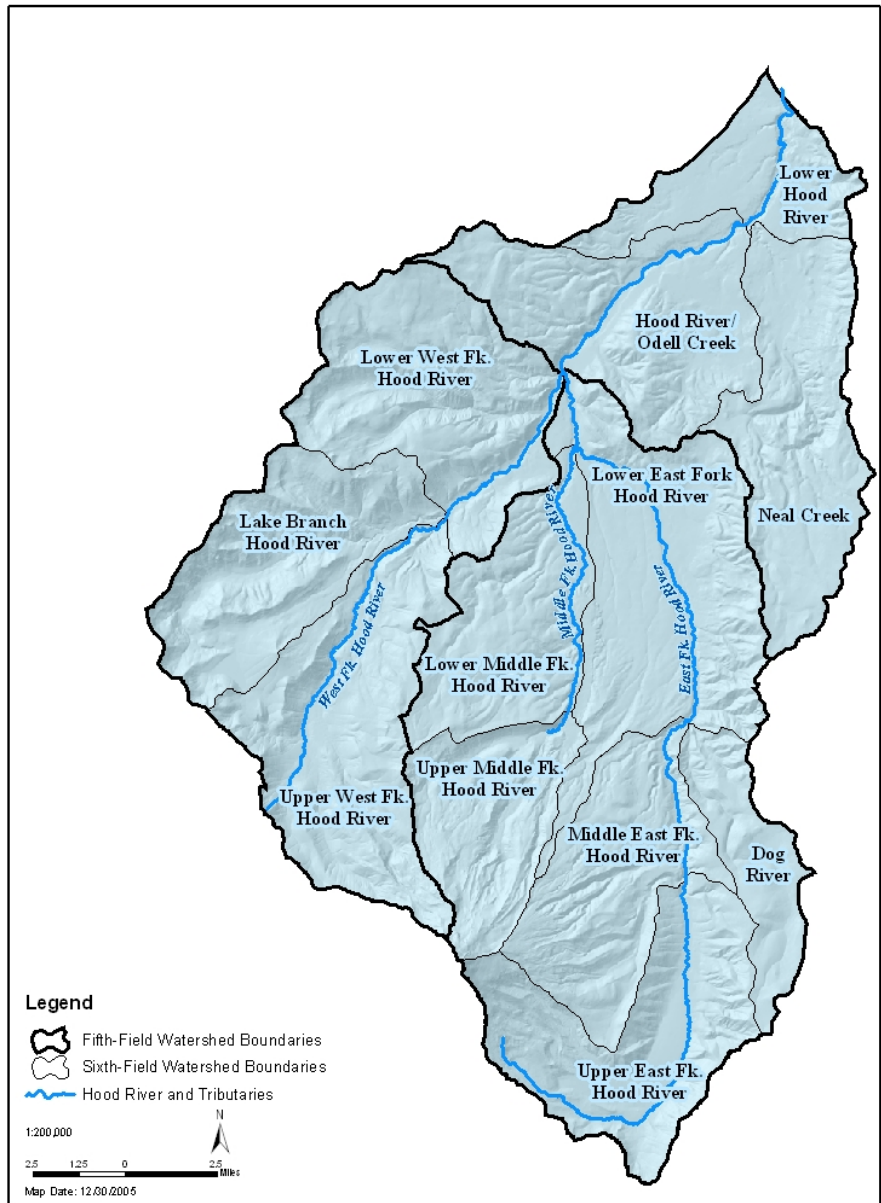 Lower
Hood
River
Hood River/
Odell Creek
Lower West Fk.
Hood River
Lower East Fork
Hood River
Neal Creek
Lake Branch
Hood River
Middle Fk. Hood River
East Fk. Hood River
West Fk. Hood River
Lower Middle Fk.
Hood River
Upper Middle Fk.
Hood River
Upper West Fk.
Hood River
Middle East Fk.
Hood River
Dog
River
Upper East Fk.
Hood River
Legend
Fifth-Field Watershed Boundaries
Sixth-Field Watershed Boundaries
Hood River and Tributaries
N
1:200,000
2.5 1.25 0 2.5
Miles
Map Date: 12/30/2005